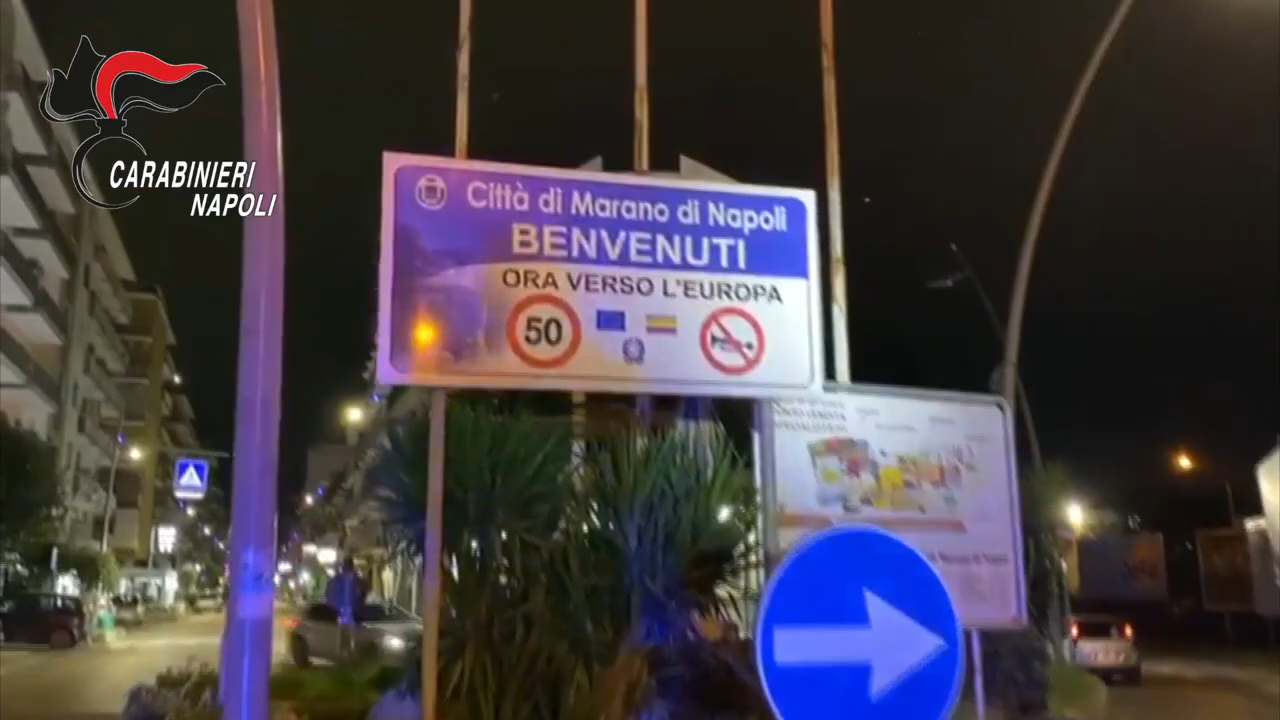 CARABINIERI
NAPOLI
Città di Marano di Napoli
BENVENUTI
ORA VERSO L'EUROPA
50